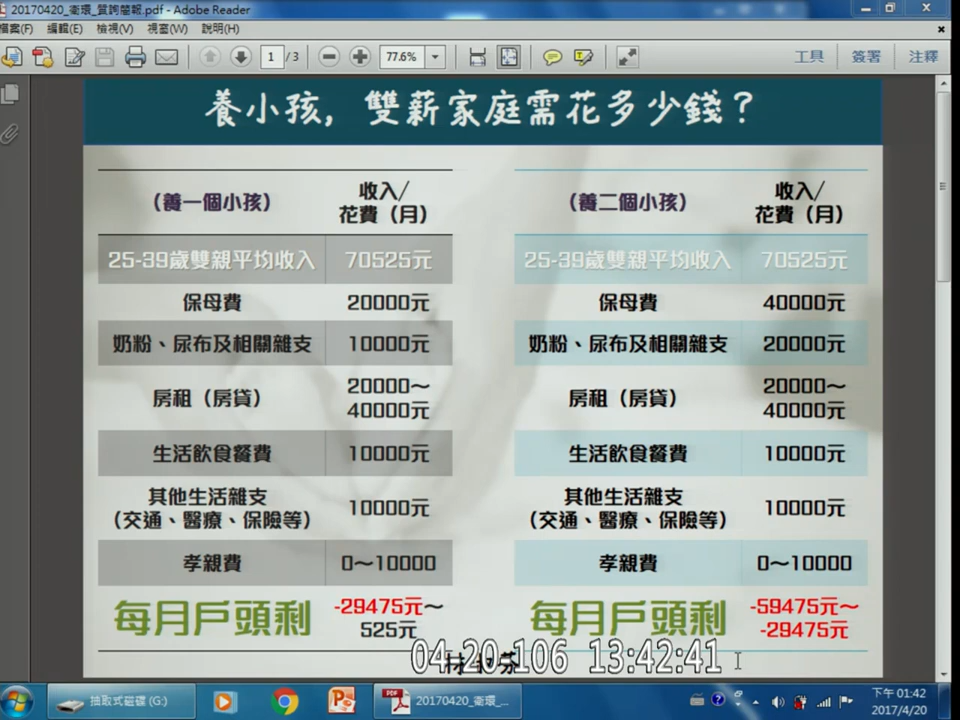 20170420_衛環_質詢簡報.pdf - Adobe Reader
檔案(F) 編輯(E) 檢視(V) 視窗(W) 說明(H)
1 / 3 77.6% 工具 簽署 注釋
養小孩，雙薪家庭需花多少錢？
（養一個小孩） 收入/
花費（月）
25-39歲雙親平均收入 70525元
保母費 20000元
奶粉、尿布及相關雜支 10000元
房租（房貸） 20000～
40000元
生活飲食餐費 10000元
其他生活雜支
（交通、醫療、保險等） 10000元
孝親費 0～10000
每月戶頭剩 -29475元～
525元
（養二個小孩） 收入/
花費（月）
25-39歲雙親平均收入 70525元
保母費 40000元
奶粉、尿布及相關雜支 20000元
房租（房貸） 20000～
40000元
生活飲食餐費 10000元
其他生活雜支
（交通、醫療、保險等） 10000元
孝親費 0～10000
每月戶頭剩 -59475元～
-29475元
04.20.106 13:42:41
抽取式磁碟 (G:) 20170420_衛環_...
下午 01:42
2017/4/20